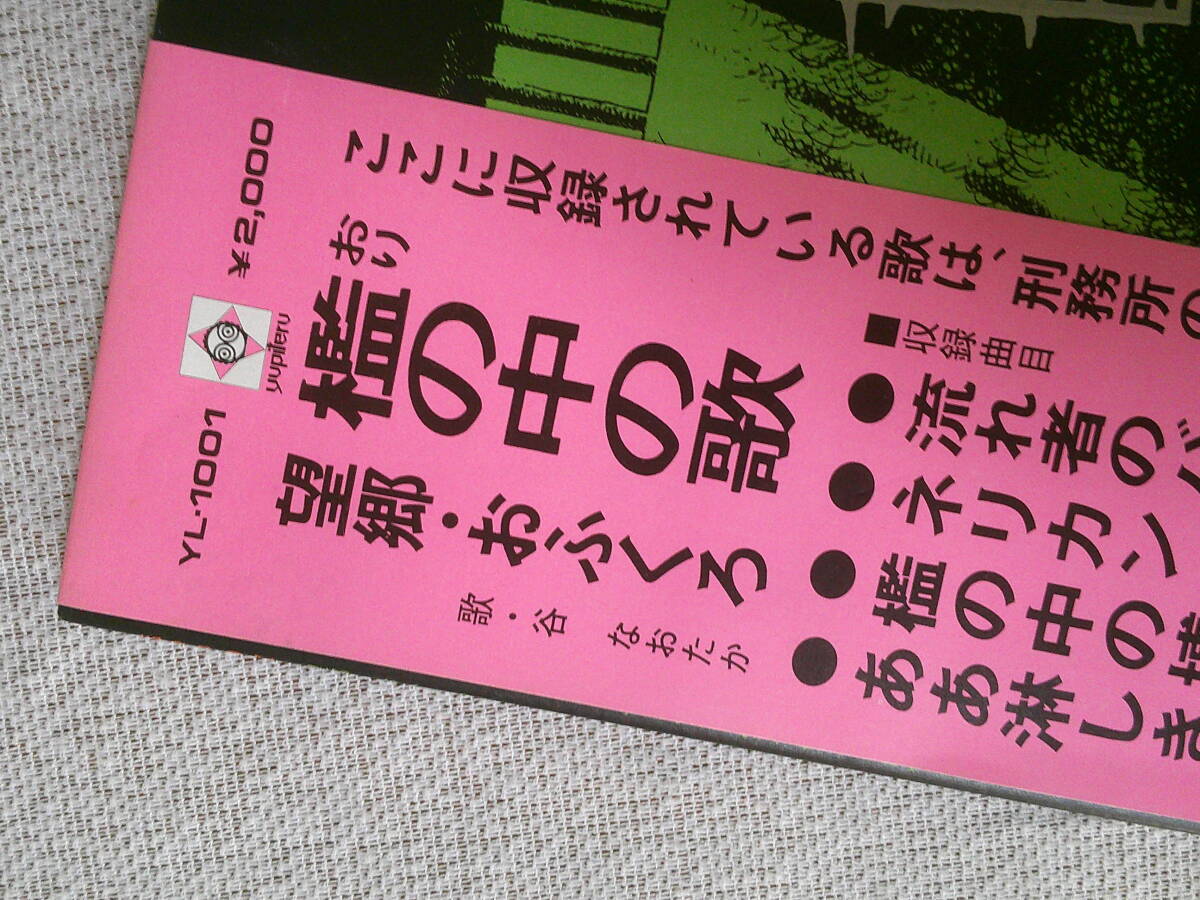 ¥2,000
yupiteru
YL-1001
おり
檻の中の歌
望郷・おふくろ
歌・谷 なおたか
ここに収録されている歌は、刑務所の
■収録曲目
●流れ者の
●ネリカン
●檻の中の
●ああ淋しき